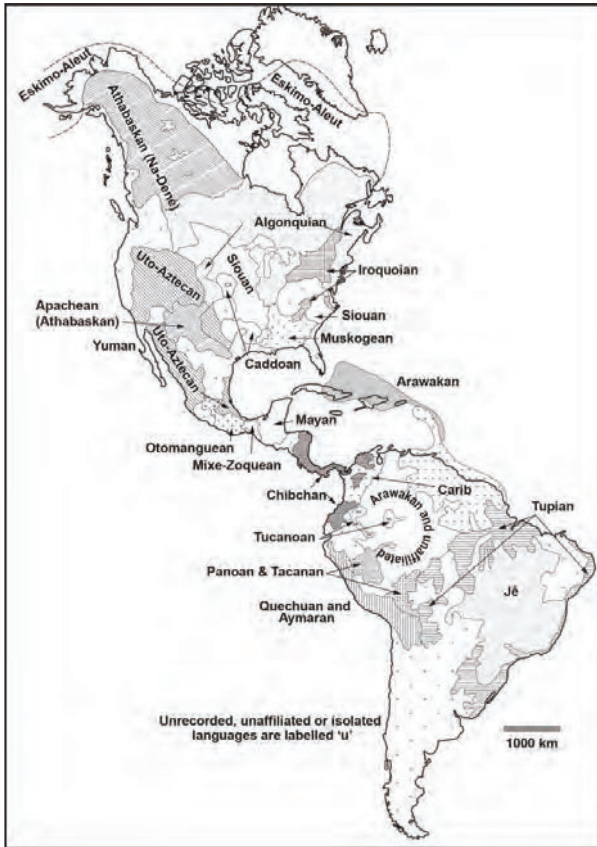 Eskimo-Aleut
Eskimo-Aleut
Athabaskan (Na-Dene)
Algonquian
Siouan
Uto-Aztecan
Iroquoian
Apachean
(Athabaskan)
Siouan
Muskogean
Yuman
Uto-Aztecan
Caddoan
Arawakan
Mayan
Otomanguean
Mixe-Zoquean
Chibchan
Carib
Arawakan and
unaffiliated
Tupian
Tucanoan
Panoan & Tacanan
Jê
Quechuan and
Aymaran
Unrecorded, unaffiliated or isolated
languages are labelled ‘u’
1000 km